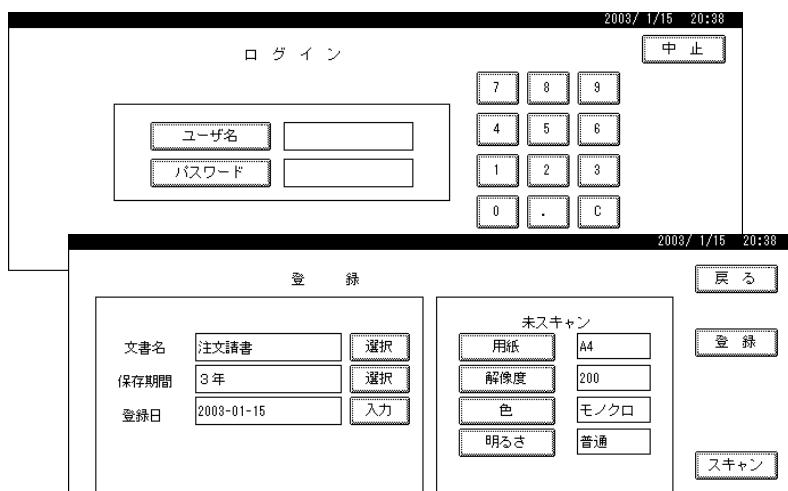 2003/ 1/15 20:38
ログイン
中止
7 8 9
ユーザ名
4 5 6
パスワード
1 2 3
0 . C
2003/ 1/15 20:38
登録
戻る
未スキャン
文書名 注文請書 選択
用紙 A4
登録
保存期間 3年 選択
解像度 200
登録日 2003-01-15 入力
色 モノクロ
明るさ 普通
スキャン